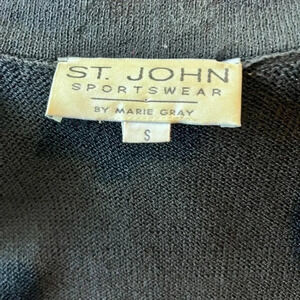 ST. JOHN
SPORTSWEAR
BY MARIE GRAY
S